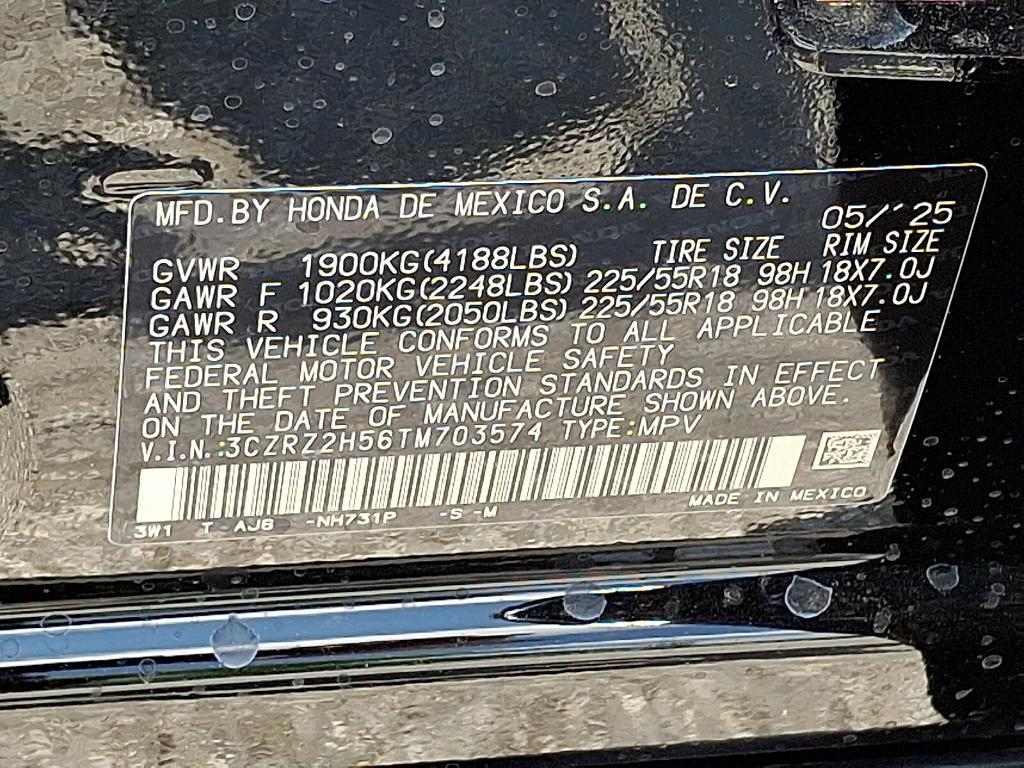 MFD.BY HONDA DE MEXICO S.A. DE C.V.
05/'25
GVWR 1900KG(4188LBS) TIRE SIZE RIM SIZE
GAWR F 1020KG(2248LBS) 225/55R18 98H 18X7.0J
GAWR R 930KG(2050LBS) 225/55R18 98H 18X7.0J
THIS VEHICLE CONFORMS TO ALL APPLICABLE
FEDERAL MOTOR VEHICLE SAFETY
AND THEFT PREVENTION STANDARDS IN EFFECT
ON THE DATE OF MANUFACTURE SHOWN ABOVE.
V.I.N.:3CZRZ2H56TM703574 TYPE:MPV
3W1 T AJ6 -NH731P -S -M MADE IN MEXICO